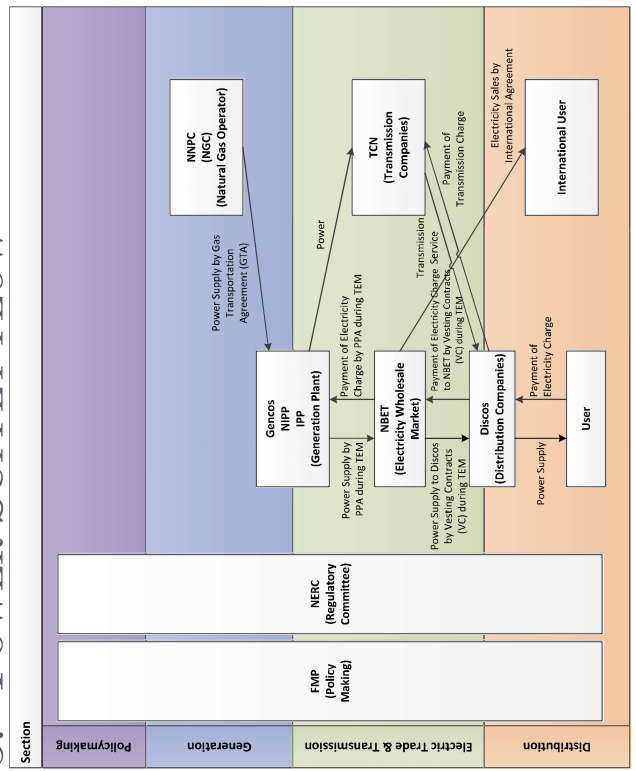 Section
Policymaking
Generation
Electric Trade & Transmission
Distribution
FMP
(Policy
Making)
NERC
(Regulatory
Committee)
NNPC
(NGC)
(Natural Gas Operator)
Power Supply by Gas
Transportation
Agreement (GTA)
Gencos
NIPP
IPP
(Generation Plant)
Power Supply by
PPA during TEM
Payment of Electricity
Charge by PPA during TEM
Power
NBET
(Electricity Wholesale
Market)
TCN
(Transmission
Companies)
Power Supply to Discos
by Vesting Contracts
(VC) during TEM
Payment of Electricity Charge
to NBET by Vesting Contracts
(VC) during TEM
Transmission
Service
Payment of
Transmission Charge
Electricity Sales by
International Agreement
Discos
(Distribution Companies)
Power Supply
Payment of
Electricity Charge
User
International User